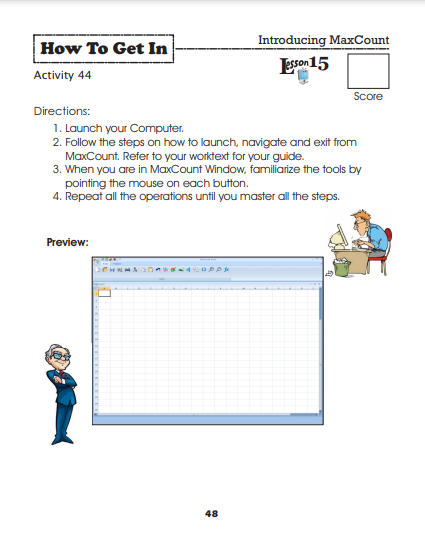 How To Get In
Introducing MaxCount
Lesson 15
Activity 44
Score
Directions:
1. Launch your Computer.
2. Follow the steps on how to launch, navigate and exit from
MaxCount. Refer to your worktext for your guide.
3. When you are in MaxCount Window, familiarize the tools by
pointing the mouse on each button.
4. Repeat all the operations until you master all the steps.
Preview:
48